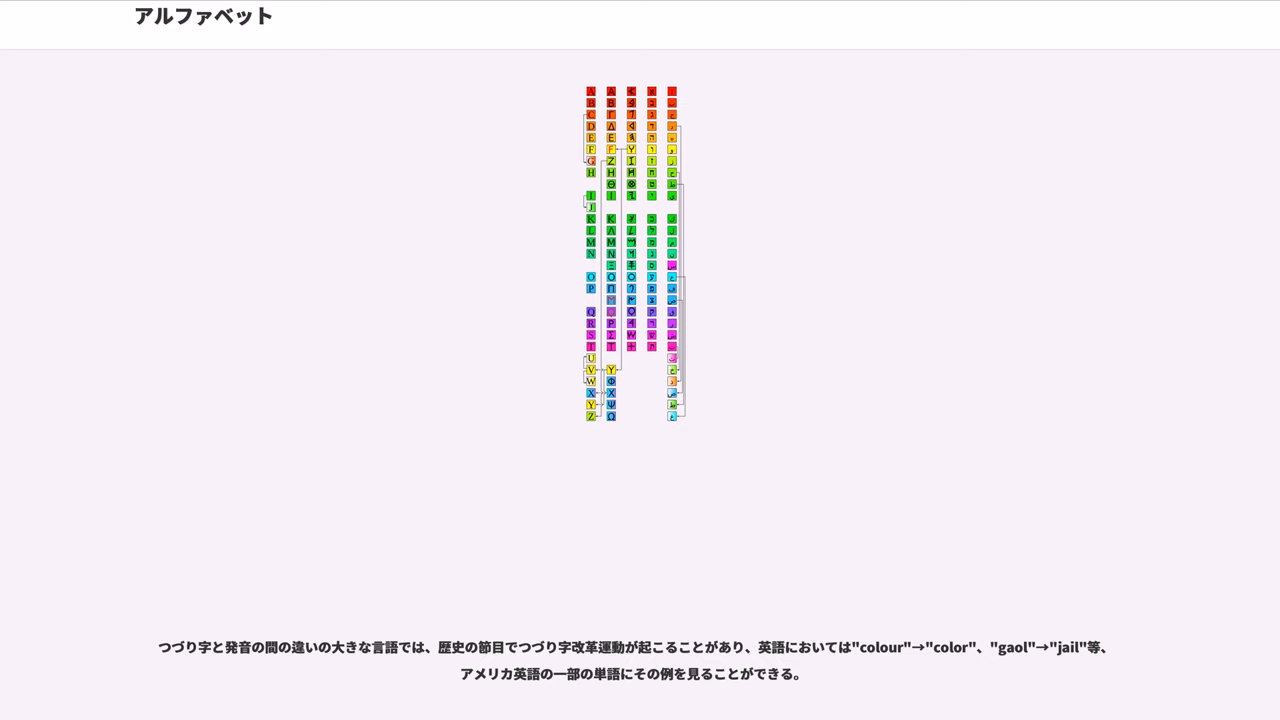 アルファベット
A A א ا
B B ב ب
C Γ ג ج
D Δ ד د
E E ה ه
F F ו و
G Z ז ز
H H ח ح
Θ ט ط
I I י ي
J
K K כ ك
L Λ ל ل
M M מ م
N N נ ن
Ξ ס س
O O ע ع
P Π פ ف
צ ص
Q ק ق
R P ר ر
S Σ ש س
T T ת ت
U
V Y
W Φ
X X
Y Ψ
Z Ω
つづり字と発音の間の違いの大きな言語では、歴史の節目でつづり字改革運動が起こることがあり、英語においては"colour"→"color"、"gaol"→"jail"等、
アメリカ英語の一部の単語にその例を見ることができる。